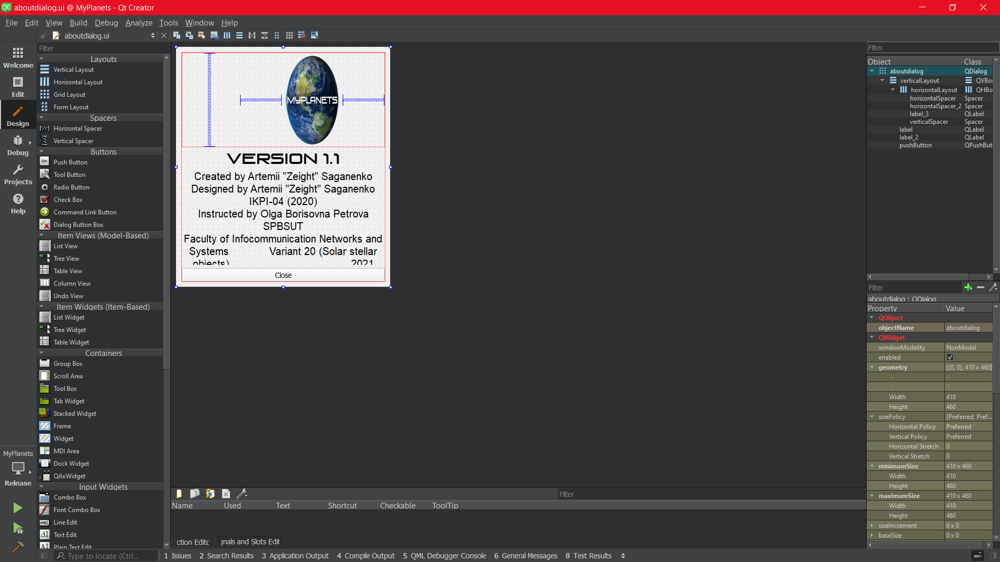 aboutdialog.ui @ MyPlanets - Qt Creator
File Edit View Build Debug Analyze Tools Window Help
aboutdialog.ui
Filter
Layouts
Vertical Layout
Horizontal Layout
Grid Layout
Form Layout
Spacers
Horizontal Spacer
Vertical Spacer
Buttons
Push Button
Tool Button
Radio Button
Check Box
Command Link Button
Dialog Button Box
Item Views (Model-Based)
List View
Tree View
Table View
Column View
Undo View
Item Widgets (Item-Based)
List Widget
Tree Widget
Table Widget
Containers
Group Box
Scroll Area
Tool Box
Tab Widget
Stacked Widget
Frame
Widget
MDI Area
Dock Widget
QAxWidget
Input Widgets
Combo Box
Font Combo Box
Line Edit
Text Edit
Plain Text Edit
Welcome
Edit
Design
Debug
Projects
Help
MyPlanets
Release
MYPLANETS
VERSION 1.1
Created by Artemii "Zeight" Saganenko
Designed by Artemii "Zeight" Saganenko
IKPI-04 (2020)
Instructed by Olga Borisovna Petrova
SPBSUT
Faculty of Infocommunication Networks and
Systems Variant 20 (Solar stellar
objects) 2021
Close
Filter
Name Used Text Shortcut Checkable ToolTip
ction Edito
gnals and Slots Edit
Filter
Object Class
aboutdialog QDialog
verticalLayout QVBo
horizontalLayout QHBo
horizontalSpacer Spacer
horizontalSpacer_2 Spacer
label_3 QLabel
verticalSpacer Spacer
label QLabel
label_2 QLabel
pushButton QPushBut
Filter
aboutdialog : QDialog
Property Value
QObject
objectName aboutdialog
QWidget
windowModality NonModal
enabled
geometry [(0, 0), 410 x 460]
X 0
Y 0
Width 410
Height 460
sizePolicy [Preferred, Pref...
Horizontal Policy Preferred
Vertical Policy Preferred
Horizontal Stretch 0
Vertical Stretch 0
minimumSize 410 x 460
Width 410
Height 460
maximumSize 410 x 460
Width 410
Height 460
sizeIncrement 0 x 0
baseSize 0 x 0
Type to locate (Ctrl...
1 Issues 2 Search Results 3 Application Output 4 Compile Output 5 QML Debugger Console 6 General Messages 8 Test Results